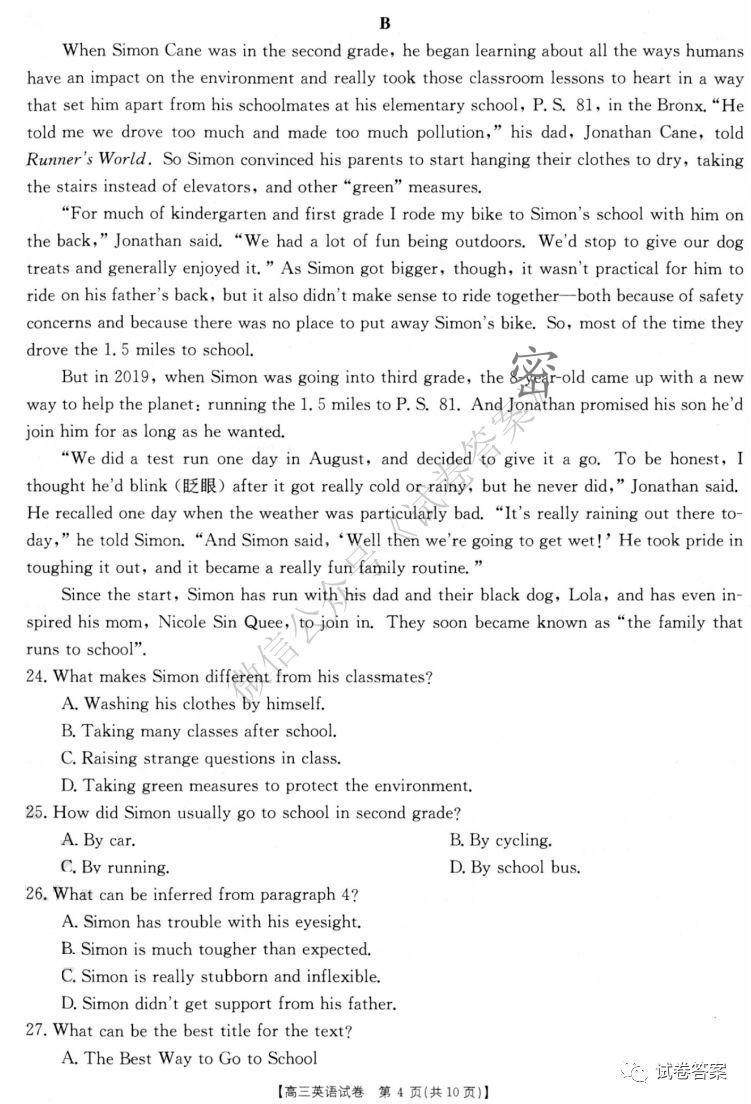 B
When Simon Cane was in the second grade, he began learning about all the ways humans
have an impact on the environment and really took those classroom lessons to heart in a way
that set him apart from his schoolmates at his elementary school, P. S. 81, in the Bronx. “He
told me we drove too much and made too much pollution,” his dad, Jonathan Cane, told
Runner's World. So Simon convinced his parents to start hanging their clothes to dry, taking
the stairs instead of elevators, and other “green” measures.
“For much of kindergarten and first grade I rode my bike to Simon's school with him on
the back,” Jonathan said. “We had a lot of fun being outdoors. We'd stop to give our dog
treats and generally enjoyed it.” As Simon got bigger, though, it wasn't practical for him to
ride on his father's back, but it also didn't make sense to ride together—both because of safety
concerns and because there was no place to put away Simon's bike. So, most of the time they
drove the 1. 5 miles to school.
But in 2019, when Simon was going into third grade, the 8-year-old came up with a new
way to help the planet: running the 1. 5 miles to P. S. 81. And Jonathan promised his son he'd
join him for as long as he wanted.
“We did a test run one day in August, and decided to give it a go. To be honest, I
thought he'd blink (眨眼) after it got really cold or rainy, but he never did,” Jonathan said.
He recalled one day when the weather was particularly bad. “It's really raining out there to-
day,” he told Simon. “And Simon said, ‘Well then we're going to get wet!’ He took pride in
toughing it out, and it became a really fun family routine.”
Since the start, Simon has run with his dad and their black dog, Lola, and has even in-
spired his mom, Nicole Sin Quee, to join in. They soon became known as “the family that
runs to school”.
24. What makes Simon different from his classmates?
A. Washing his clothes by himself.
B. Taking many classes after school.
C. Raising strange questions in class.
D. Taking green measures to protect the environment.
25. How did Simon usually go to school in second grade?
A. By car. B. By cycling.
C. By running. D. By school bus.
26. What can be inferred from paragraph 4?
A. Simon has trouble with his eyesight.
B. Simon is much tougher than expected.
C. Simon is really stubborn and inflexible.
D. Simon didn't get support from his father.
27. What can be the best title for the text?
A. The Best Way to Go to School
【高三英语试卷 第 4 页(共 10 页)】
密
微信公众号《试卷答案》
试卷答案